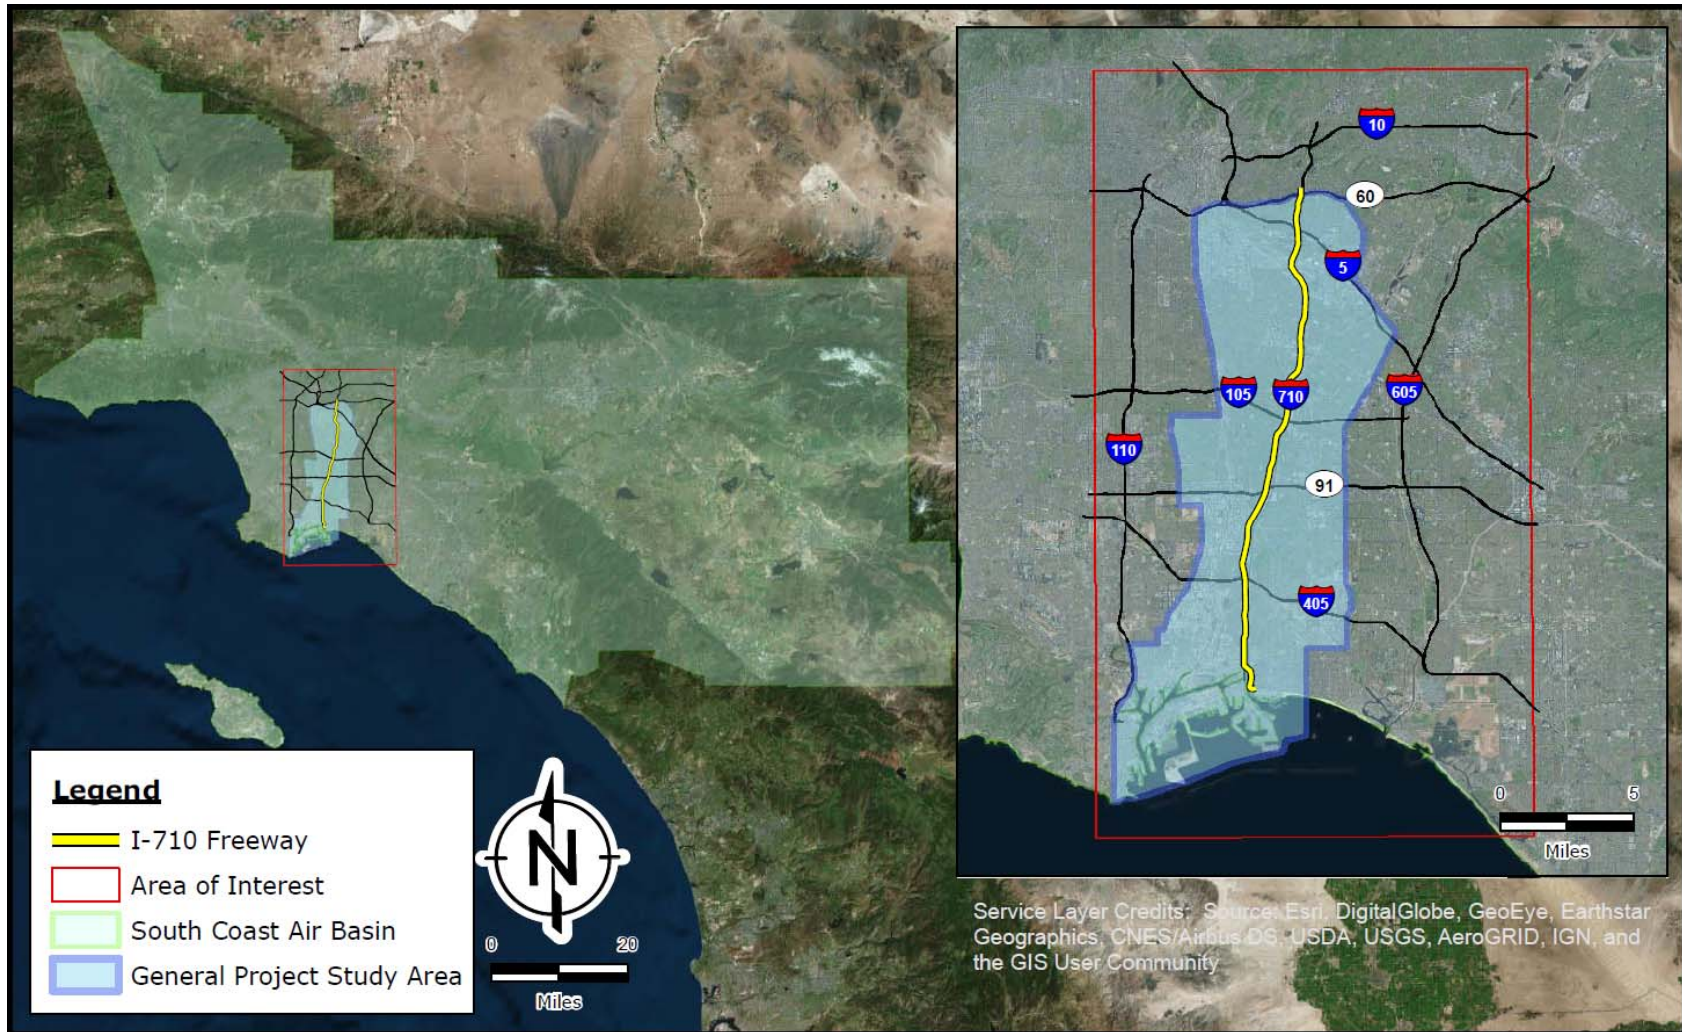 10
60
5
105
710
605
110
91
405
0 5
Miles
Legend
I-710 Freeway
Area of Interest
South Coast Air Basin
General Project Study Area
N
0 20
Miles
Service Layer Credits: Source: Esri, DigitalGlobe, GeoEye, Earthstar
Geographics, CNES/Airbus DS, USDA, USGS, AeroGRID, IGN, and
the GIS User Community